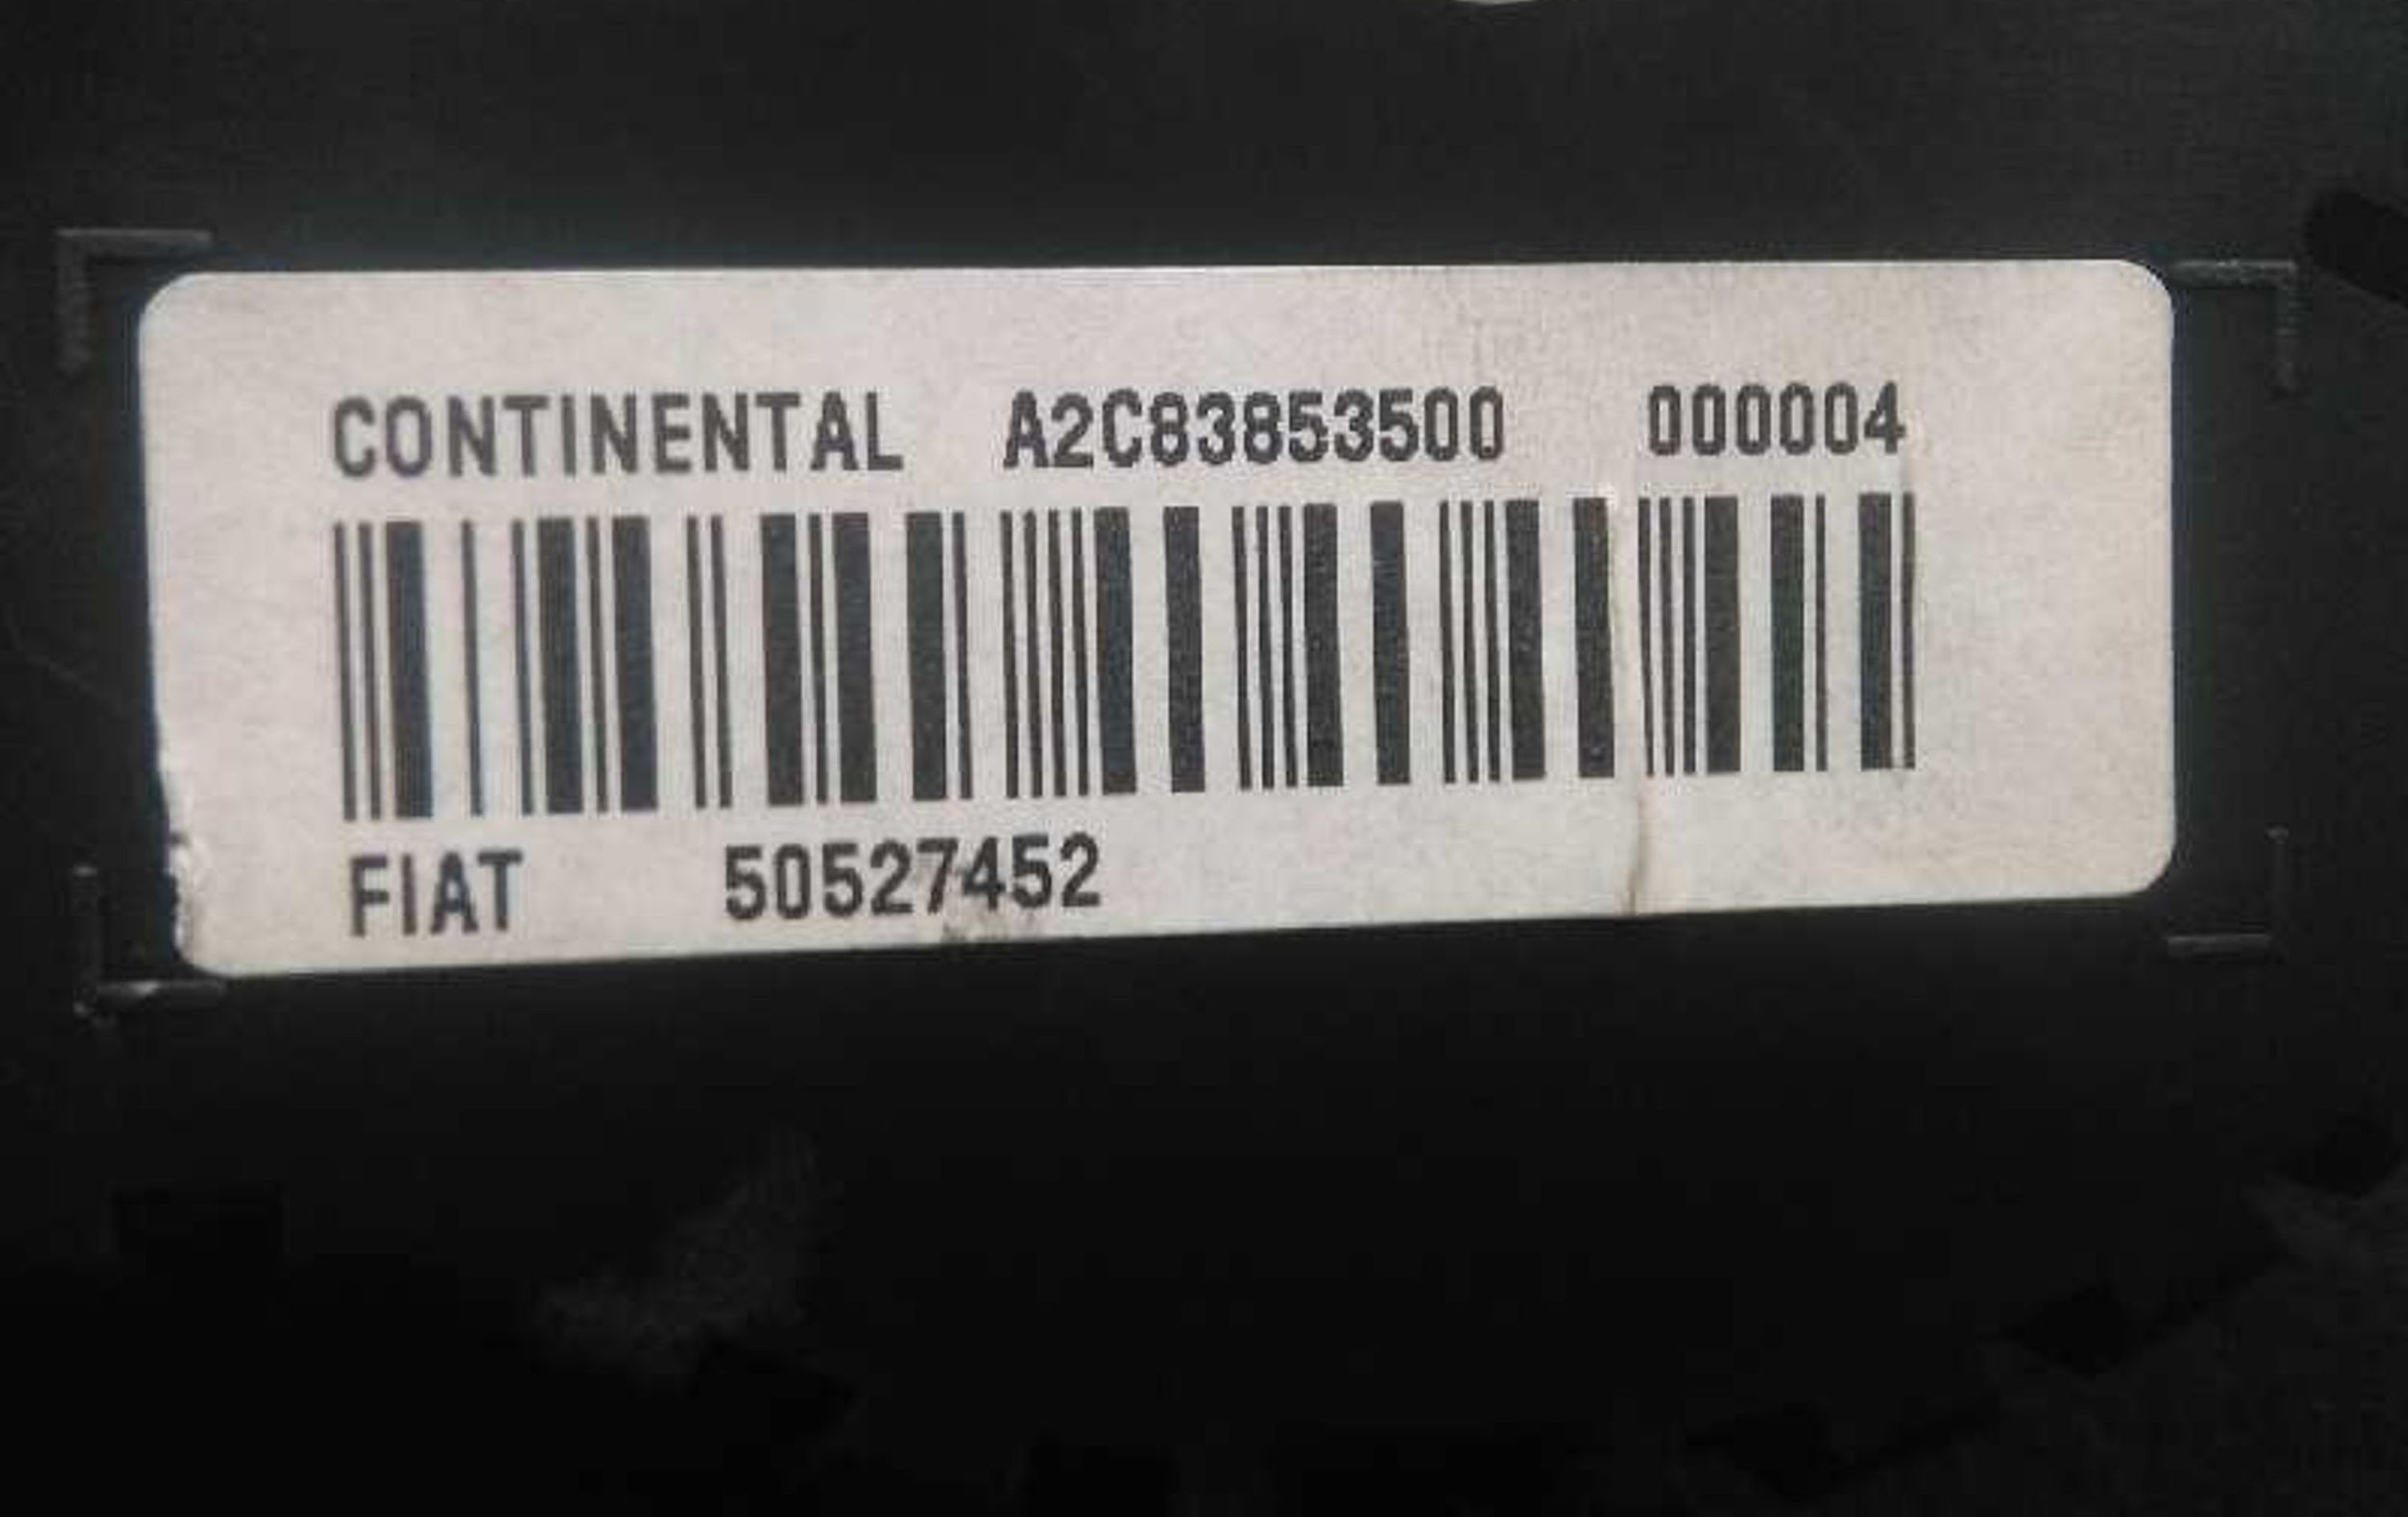 CONTINENTAL A2C83853500 000004
FIAT 50527452